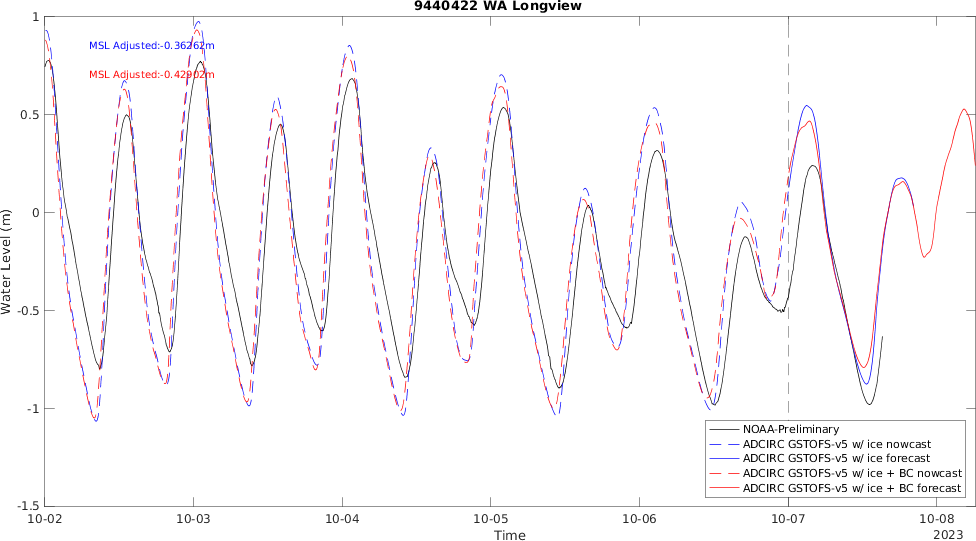 9440422 WA Longview
1
MSL Adjusted:-0.36262m
MSL Adjusted:-0.42902m
0.5
0
Water Level (m)
-0.5
-1
-1.5
NOAA-Preliminary
ADCIRC GSTOFS-v5 w/ ice nowcast
ADCIRC GSTOFS-v5 w/ ice forecast
ADCIRC GSTOFS-v5 w/ ice + BC nowcast
ADCIRC GSTOFS-v5 w/ ice + BC forecast
10-02 10-03 10-04 10-05 10-06 10-07 10-08
Time
2023